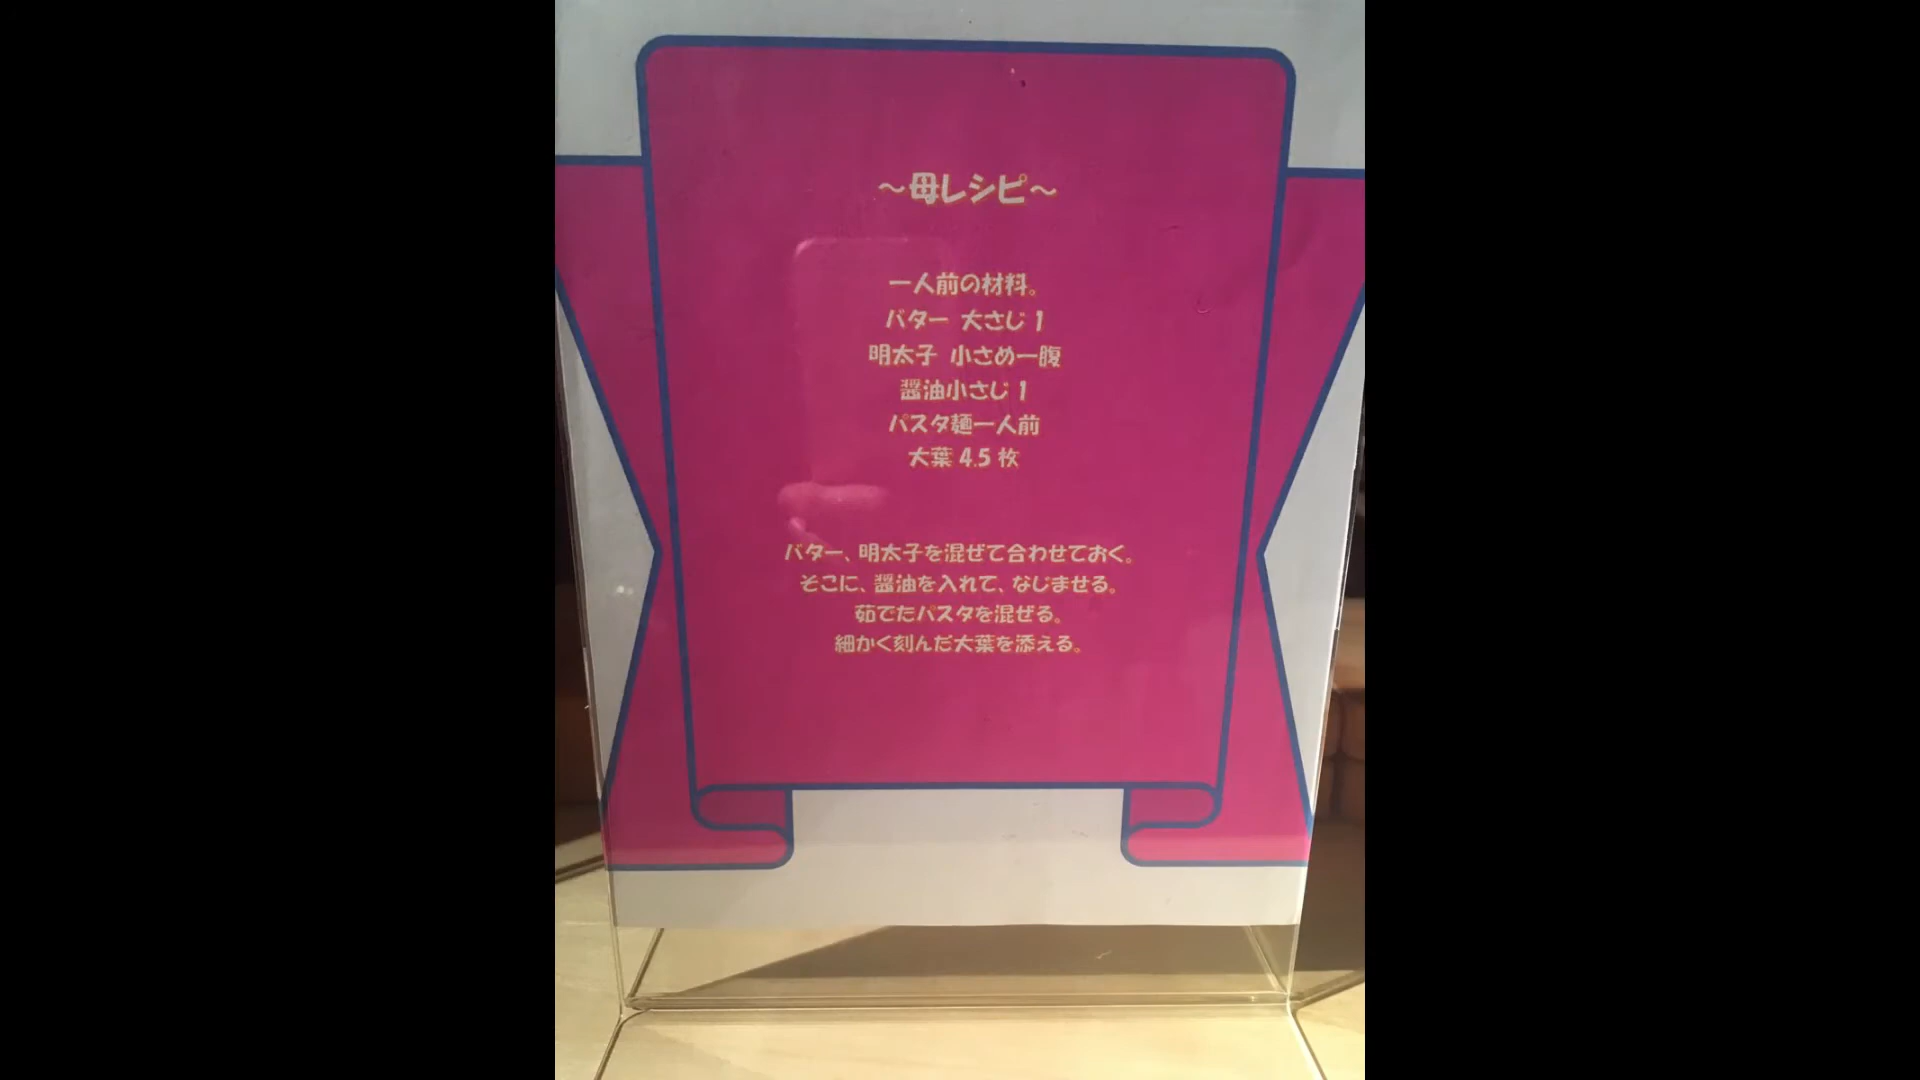 ～母レシピ～
一人前の材料。
バター 大さじ 1
明太子 小さめ一腹
醤油小さじ 1
パスタ麺一人前
大葉 4.5 枚
バター、明太子を混ぜて合わせておく。
そこに、醤油を入れて、なじませる。
茹でたパスタを混ぜる。
細かく刻んだ大葉を添える。